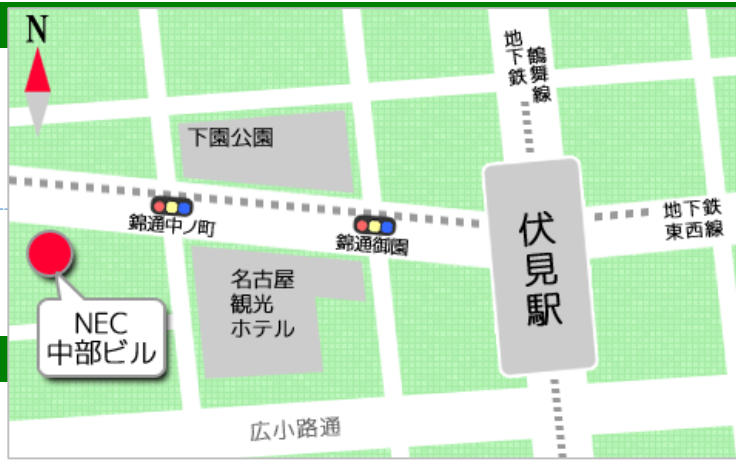 N
地下鉄
鶴舞線
下園公園
錦通中ノ町
錦通御園
地下鉄
東西線
伏見駅
名古屋
観光
ホテル
NEC
中部ビル
広小路通